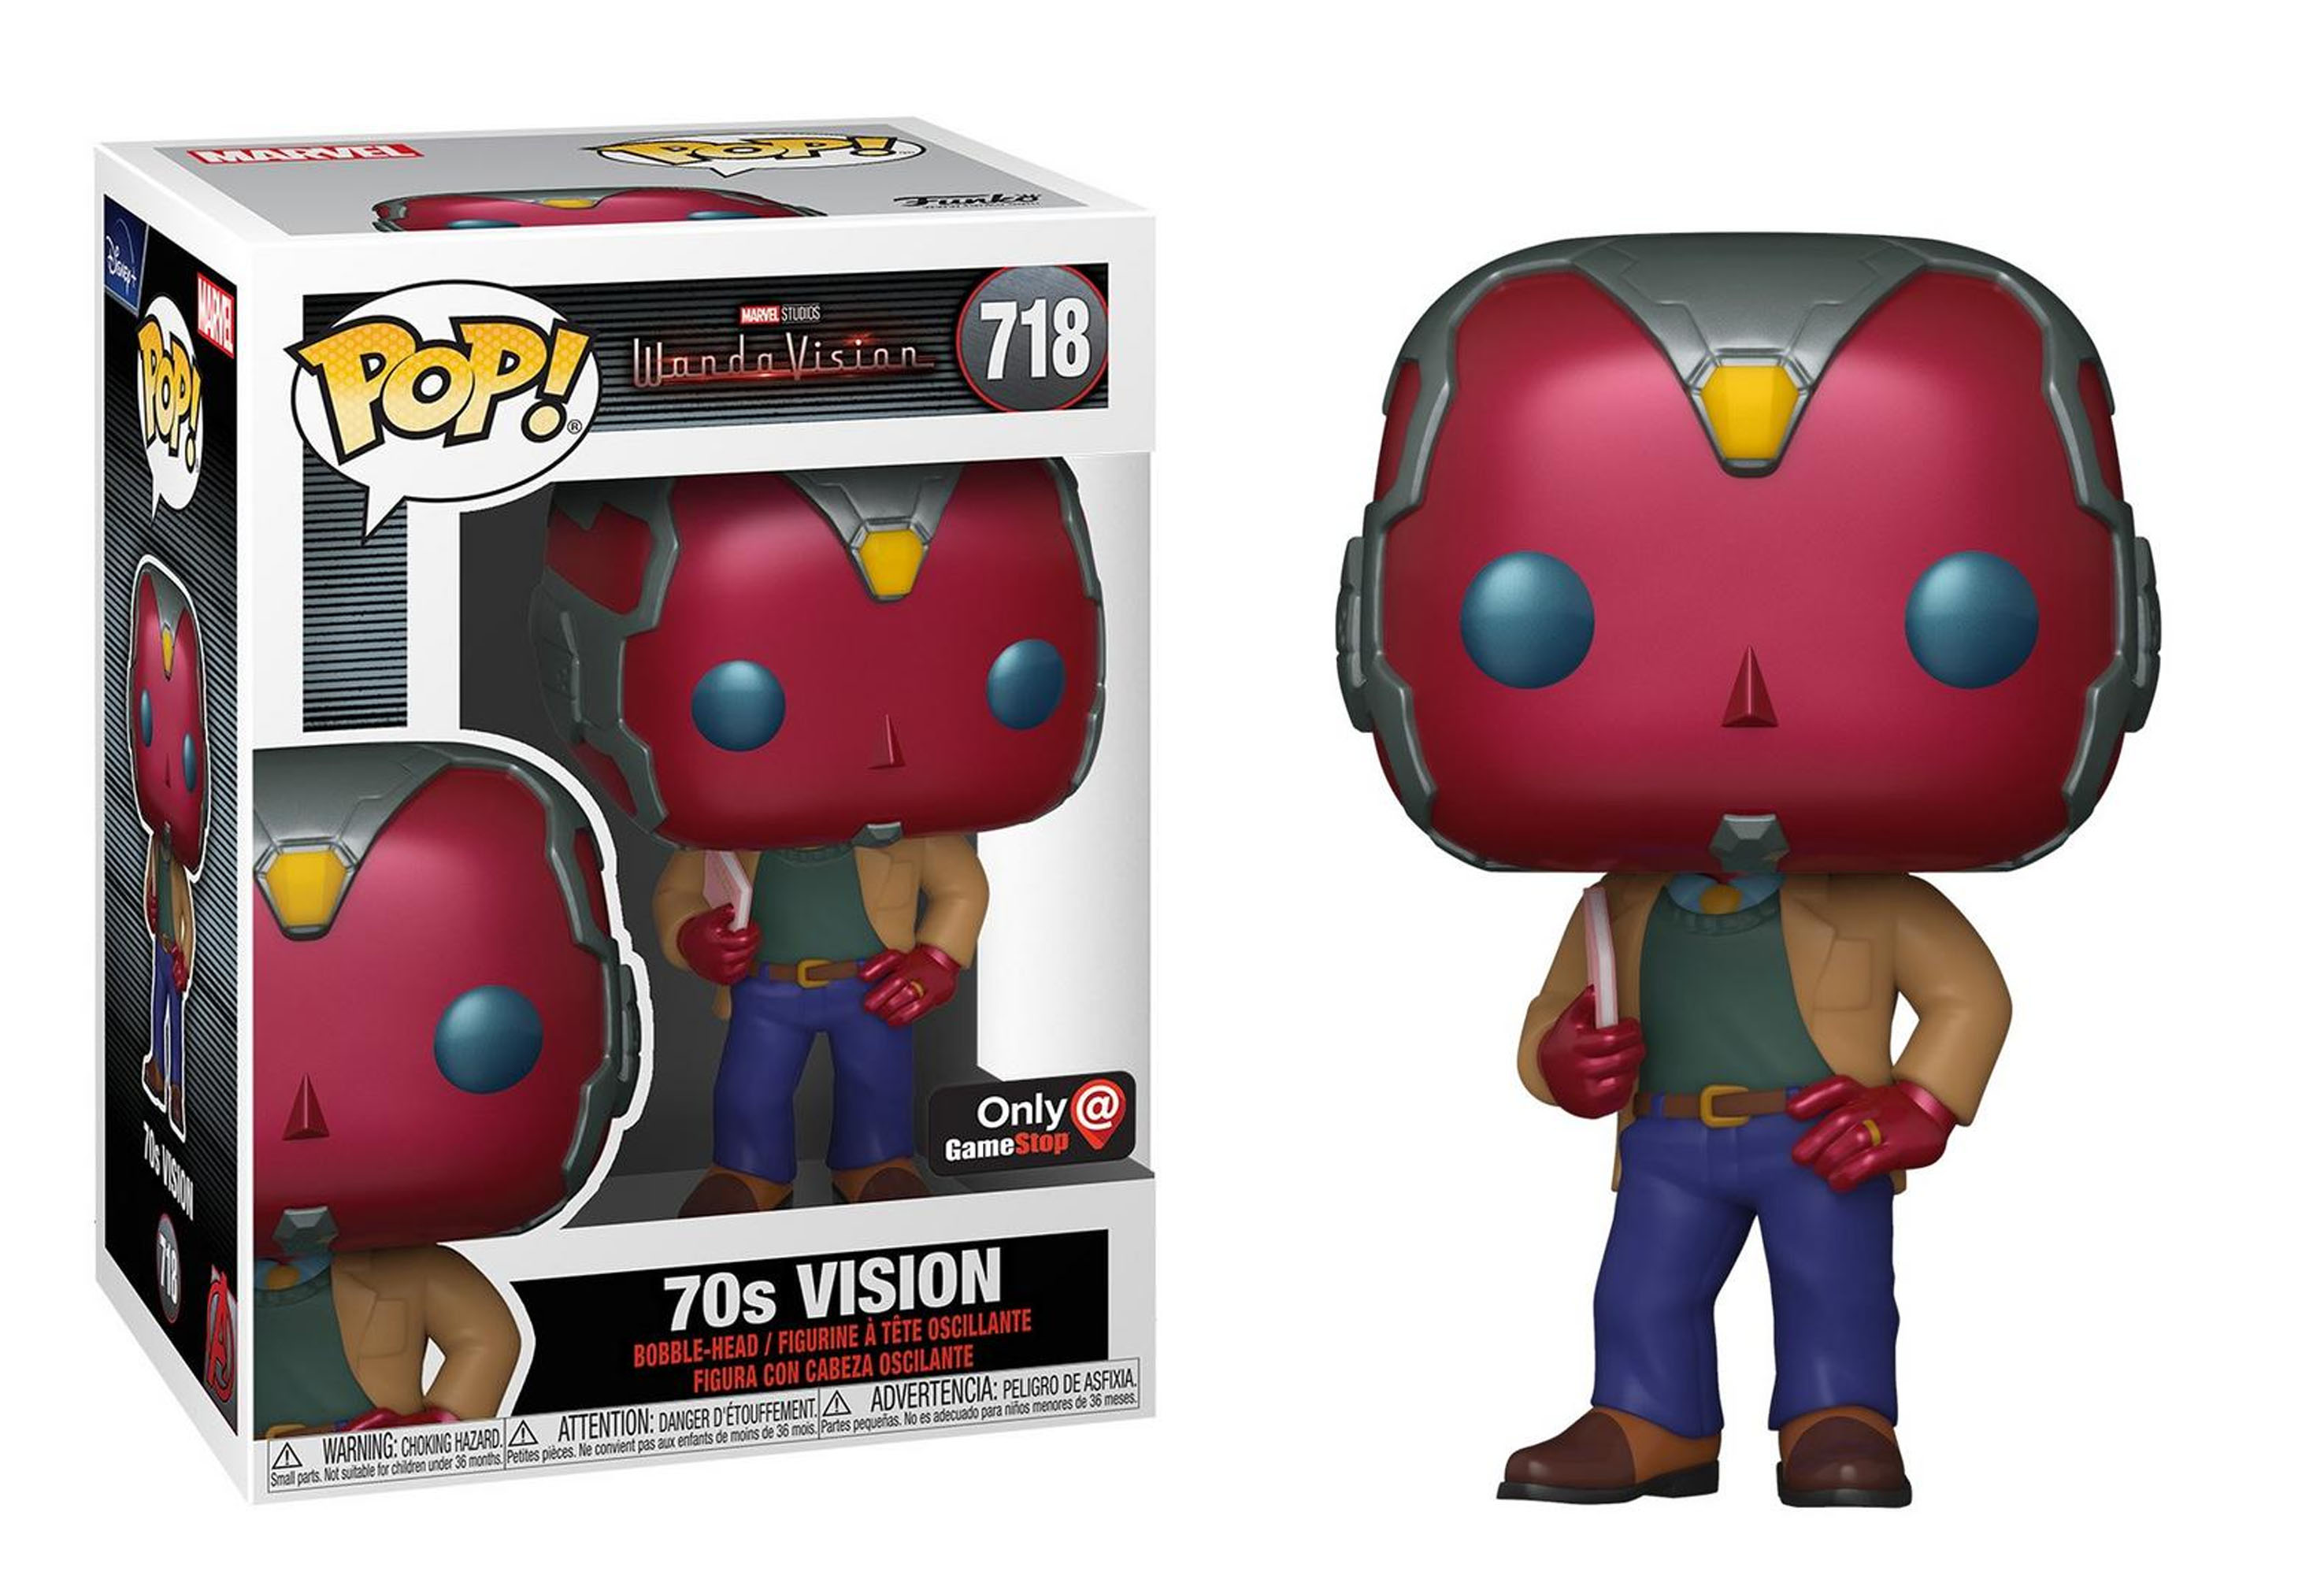 MARVEL
POP!
Funko
Disney+
MARVEL
POP!
70s VISION
718
POP!®
MARVEL STUDIOS
WandaVision
718
Only @
GameStop
70s VISION
BOBBLE-HEAD / FIGURINE À TÊTE OSCILLANTE
FIGURA CON CABEZA OSCILANTE
WARNING: CHOKING HAZARD.
Small parts. Not suitable for children under 36 months.
ATTENTION: DANGER D'ÉTOUFFEMENT.
Petites pièces. Ne convient pas aux enfants de moins de 36 mois.
ADVERTENCIA: PELIGRO DE ASFIXIA.
Partes pequeñas. No es adecuado para niños menores de 36 meses.